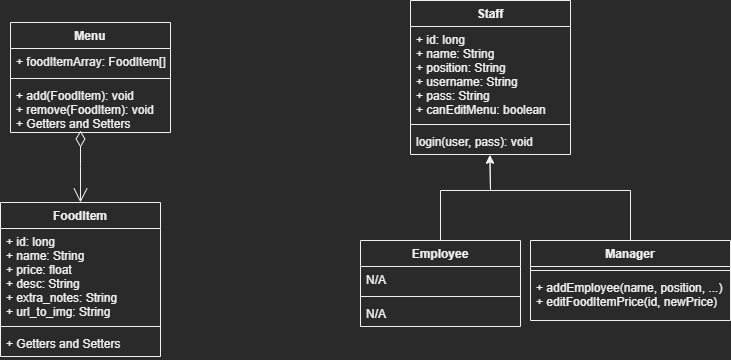 Menu
+ foodItemArray: FoodItem[]
+ add(FoodItem): void
+ remove(FoodItem): void
+ Getters and Setters
FoodItem
+ id: long
+ name: String
+ price: float
+ desc: String
+ extra_notes: String
+ url_to_img: String
+ Getters and Setters
Staff
+ id: long
+ name: String
+ position: String
+ username: String
+ pass: String
+ canEditMenu: boolean
login(user, pass): void
Employee
N/A
N/A
Manager
+ addEmployee(name, position, ...)
+ editFoodItemPrice(id, newPrice)